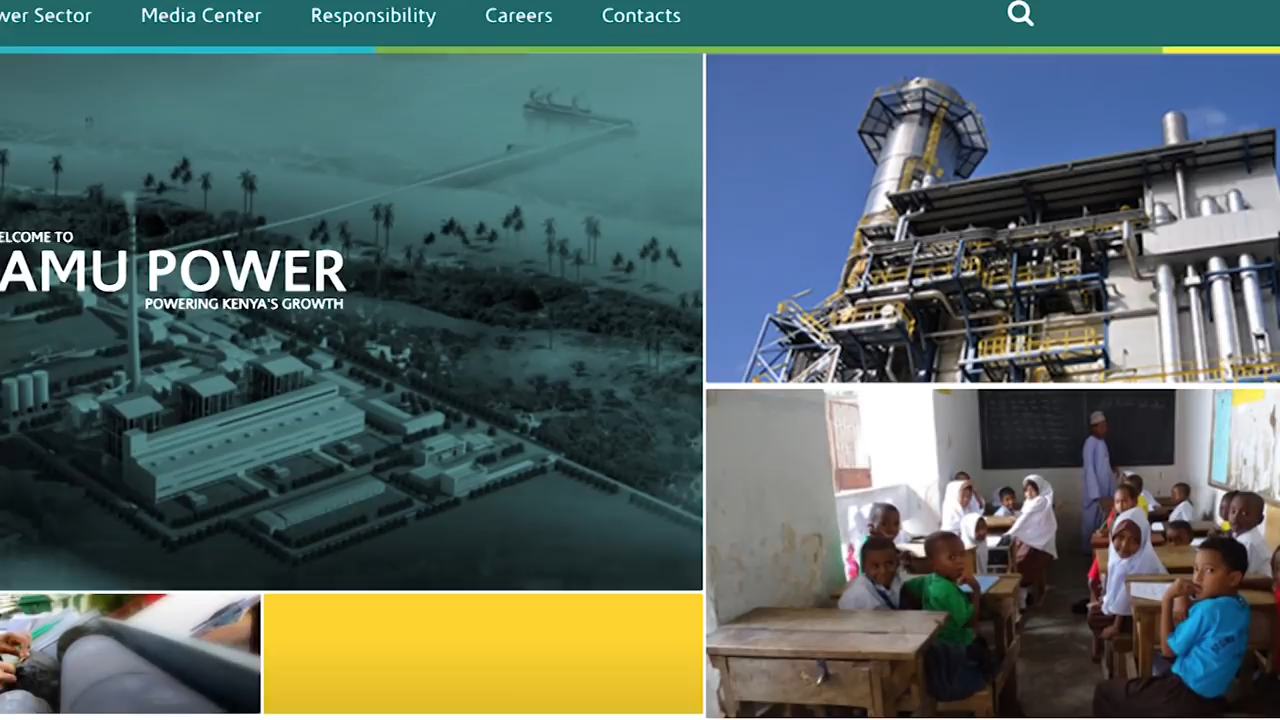 wer Sector Media Center Responsibility Careers Contacts
ELCOME TO
AMU POWER
POWERING KENYA'S GROWTH